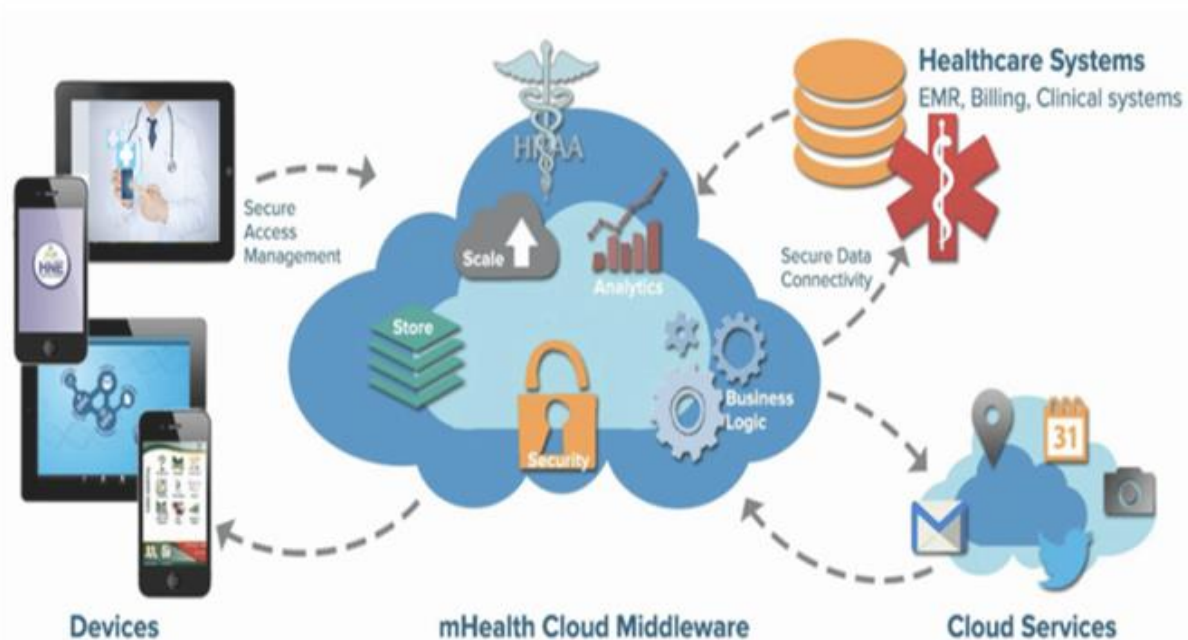 Healthcare Systems
EMR, Billing, Clinical systems
HIPAA
Secure
Access
Management
Scale
Analytics
Secure Data
Connectivity
HNE
Store
Business
Logic
Security
31
Devices
mHealth Cloud Middleware
Cloud Services